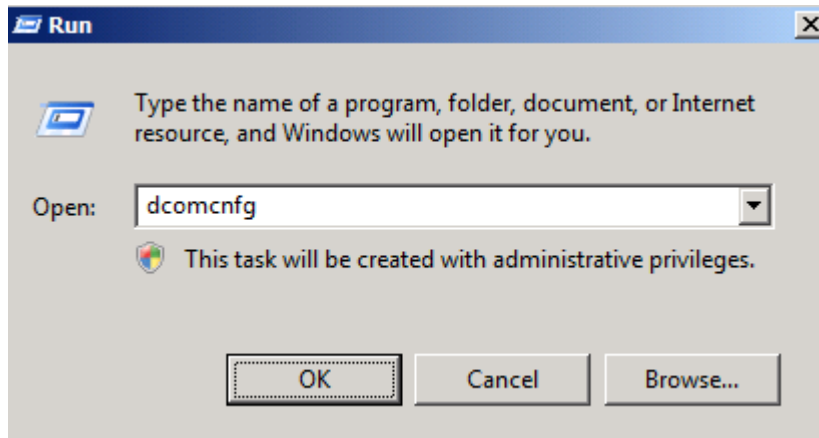 Run
Type the name of a program, folder, document, or Internet
resource, and Windows will open it for you.
Open: dcomcnfg
This task will be created with administrative privileges.
OK Cancel Browse...